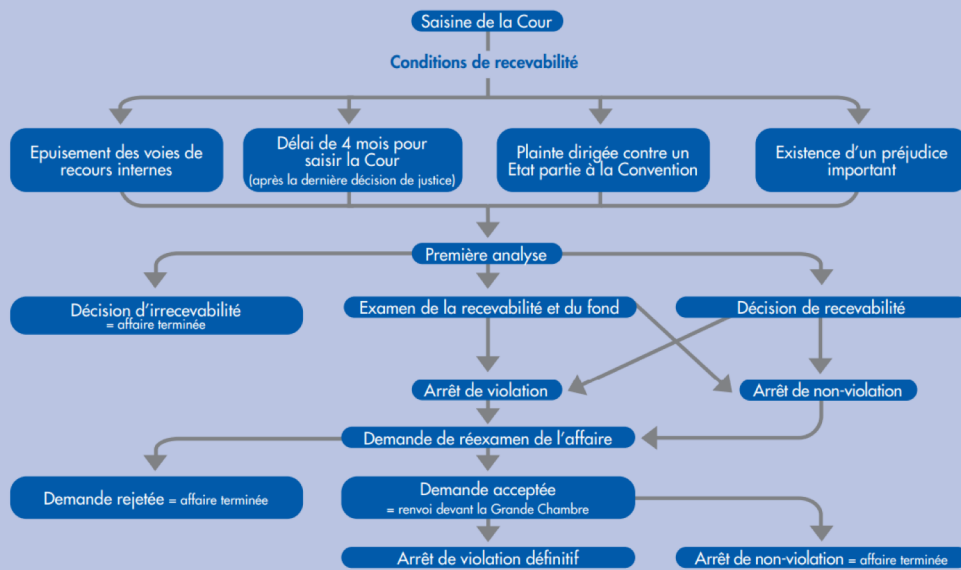 Saisine de la Cour
Conditions de recevabilité
Epuisement des voies de
recours internes
Délai de 4 mois pour
saisir la Cour
(après la dernière décision de justice)
Plainte dirigée contre un
Etat partie à la Convention
Existence d'un préjudice
important
Première analyse
Décision d'irrecevabilité
= affaire terminée
Examen de la recevabilité et du fond
Décision de recevabilité
Arrêt de violation
Arrêt de non-violation
Demande de réexamen de l'affaire
Demande rejetée = affaire terminée
Demande acceptée
= renvoi devant la Grande Chambre
Arrêt de violation définitif
Arrêt de non-violation = affaire terminée